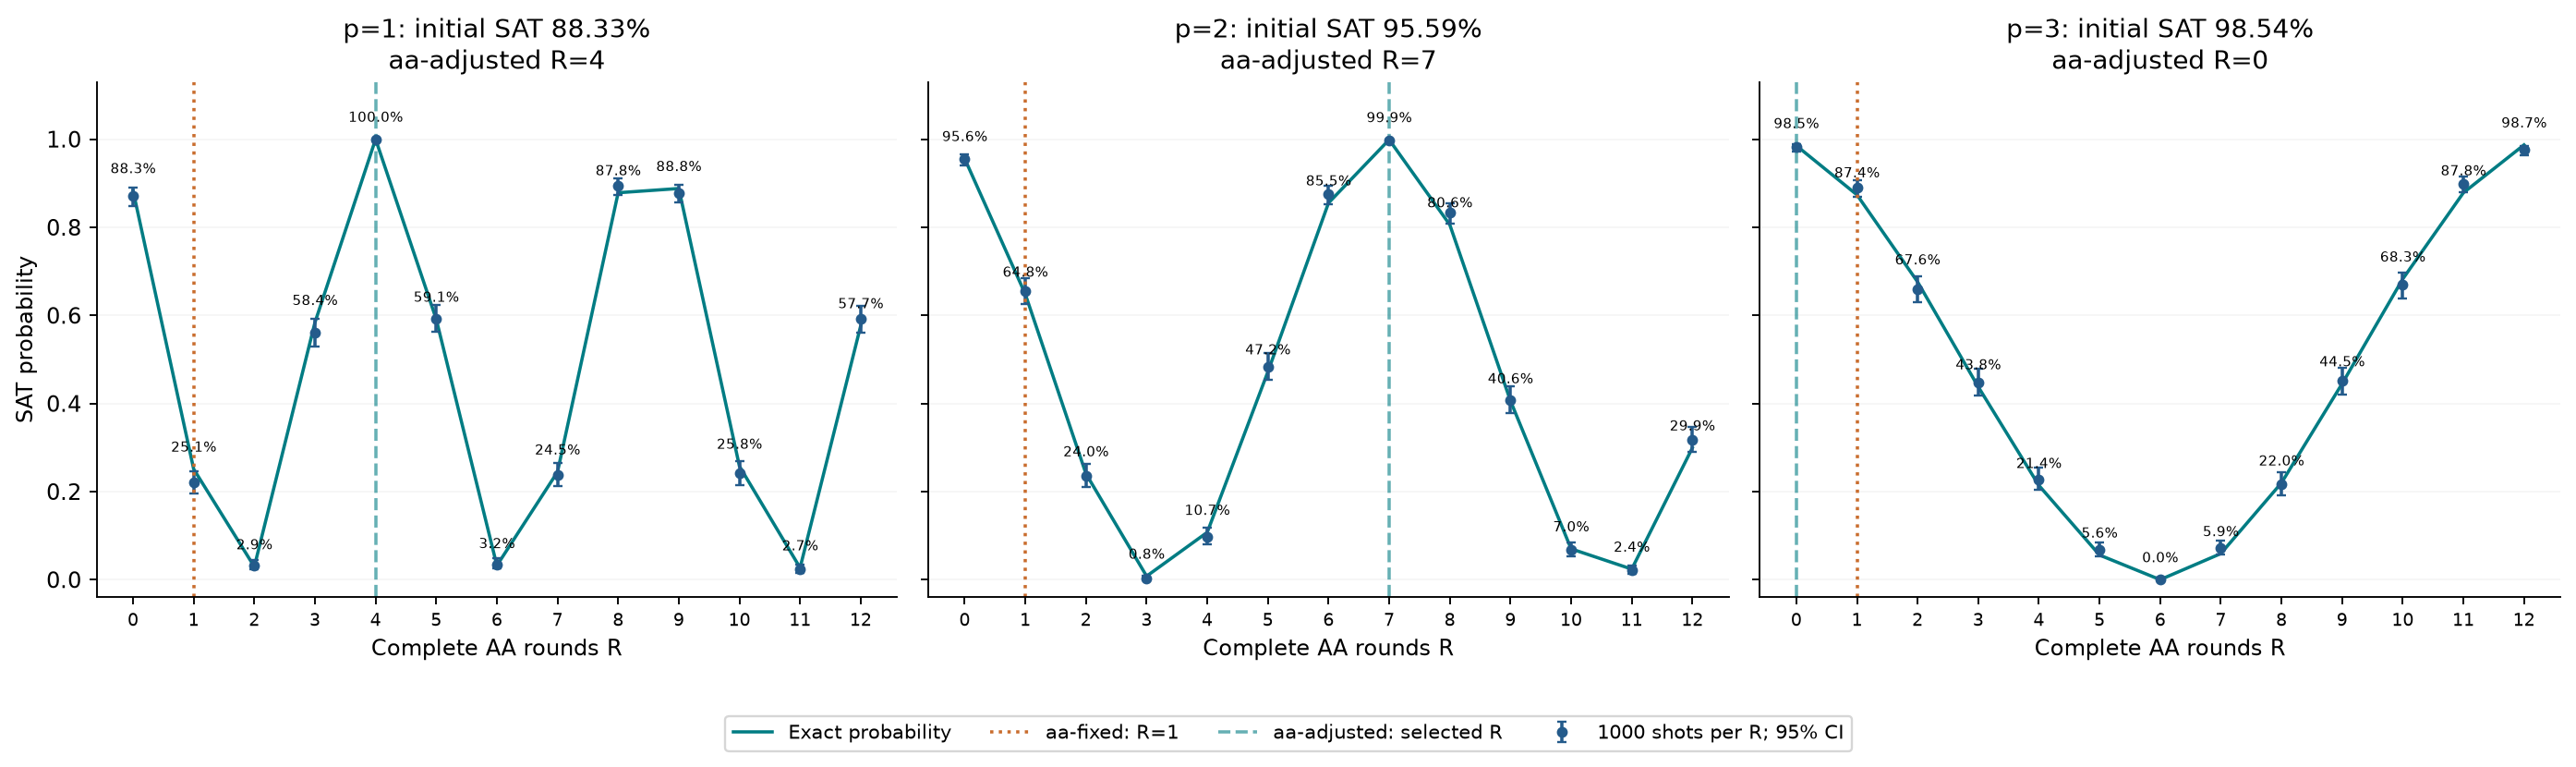 p=1: initial SAT 88.33%
aa-adjusted R=4
p=2: initial SAT 95.59%
aa-adjusted R=7
p=3: initial SAT 98.54%
aa-adjusted R=0
SAT probability
1.0
0.8
0.6
0.4
0.2
0.0
88.3%
25.1%
2.9%
58.4%
100.0%
59.1%
3.2%
24.5%
87.8%
88.8%
25.8%
2.7%
57.7%
0 1 2 3 4 5 6 7 8 9 10 11 12
Complete AA rounds R
95.6%
64.8%
24.0%
0.8%
10.7%
47.2%
85.5%
99.9%
80.6%
40.6%
7.0%
2.4%
29.9%
0 1 2 3 4 5 6 7 8 9 10 11 12
Complete AA rounds R
98.5%
87.4%
67.6%
43.8%
21.4%
5.6%
0.0%
5.9%
22.0%
44.5%
68.3%
87.8%
98.7%
0 1 2 3 4 5 6 7 8 9 10 11 12
Complete AA rounds R
Exact probability
aa-fixed: R=1
aa-adjusted: selected R
1000 shots per R; 95% CI